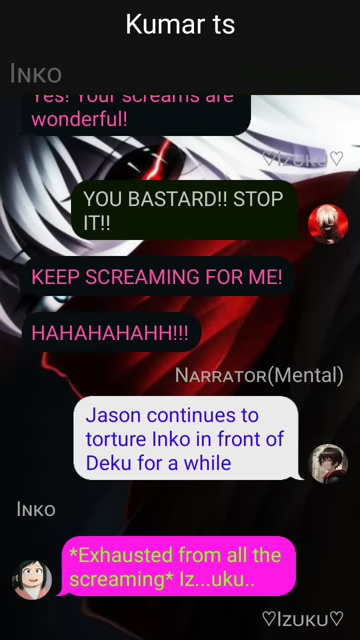 Kumar ts
Inko
Yes! Your screams are
wonderful!
♡Izuku♡
YOU BASTARD!! STOP
IT!!
KEEP SCREAMING FOR ME!
HAHAHAHAHH!!!
Narrator(Mental)
Jason continues to
torture Inko in front of
Deku for a while
Inko
*Exhausted from all the
screaming* Iz...uku..
♡Izuku♡